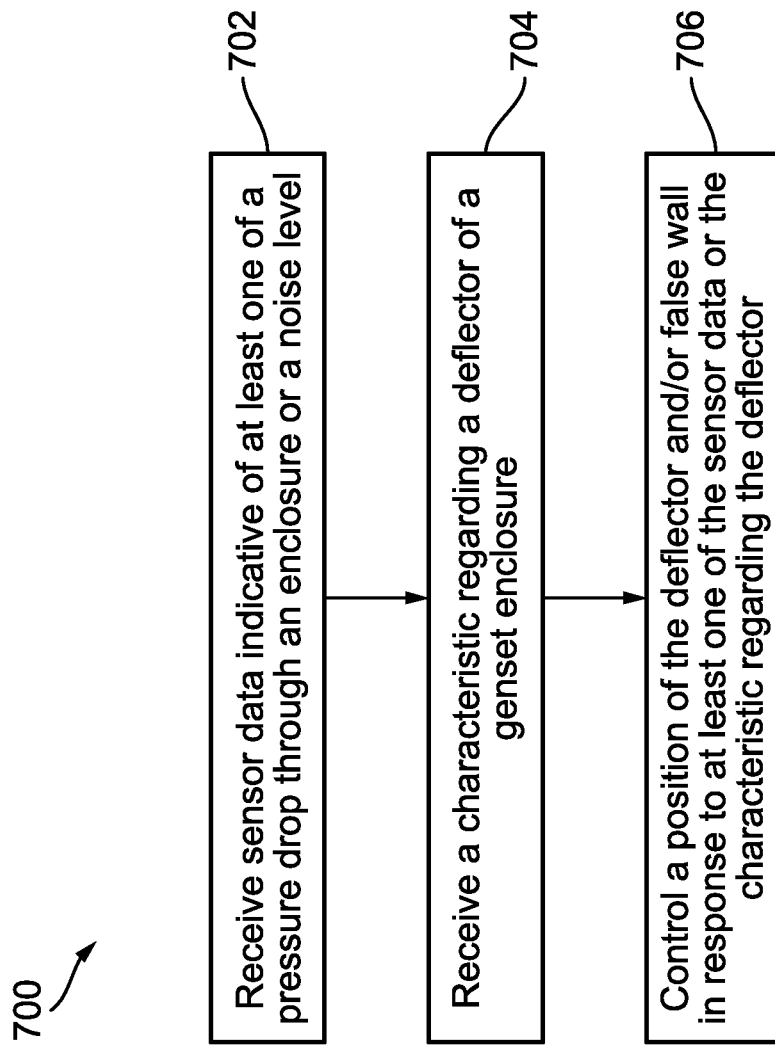 700
Receive sensor data indicative of at least one of a
pressure drop through an enclosure or a noise level
702
Receive a characteristic regarding a deflector of a
genset enclosure
704
Control a position of the deflector and/or false wall
in response to at least one of the sensor data or the
characteristic regarding the deflector
706